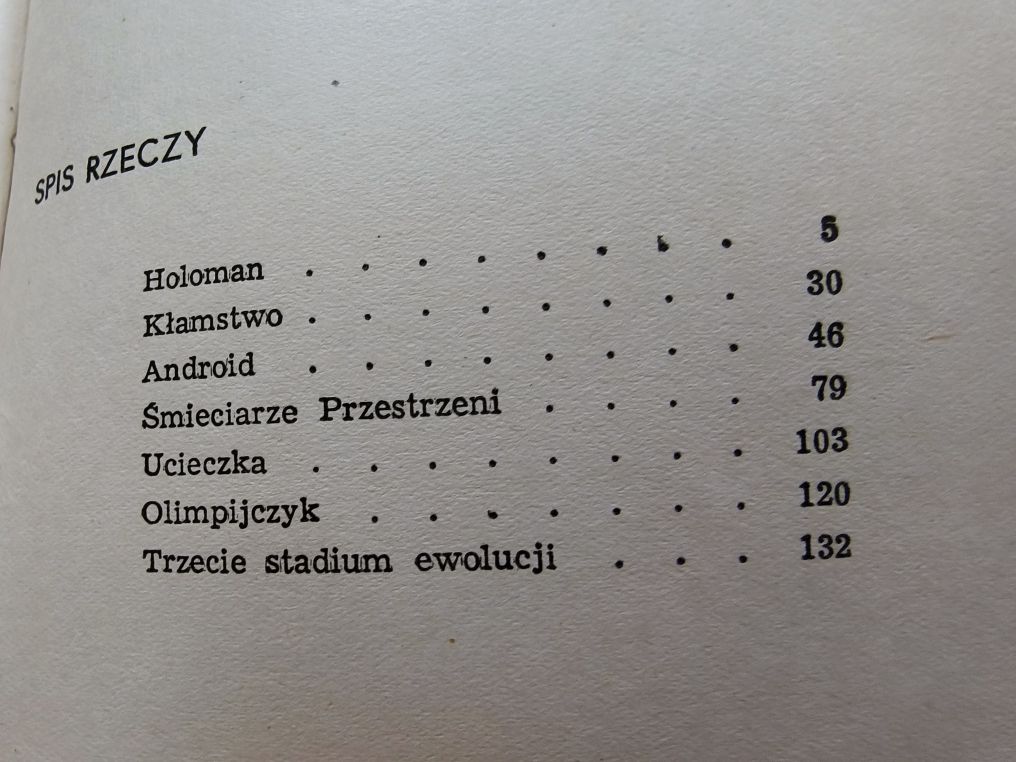 SPIS RZECZY
Holoman . . . . . . . . 5
Kłamstwo . . . . . . . . 30
Android . . . . . . . . 46
Śmieciarze Przestrzeni . . . . 79
Ucieczka . . . . . . . . 103
Olimpijczyk . . . . . . . 120
Trzecie stadium ewolucji . . . 132